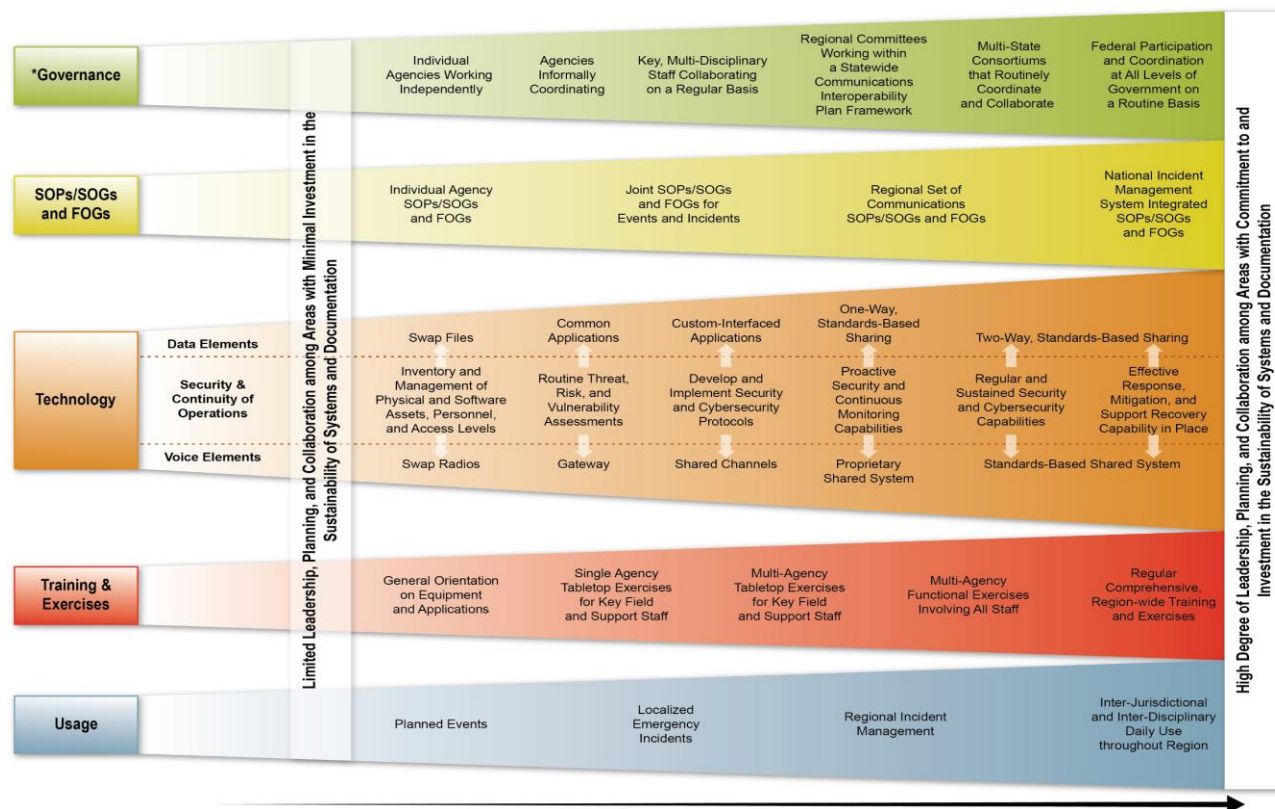 *Governance
Individual
Agencies Working
Independently
Agencies
Informally
Coordinating
Key, Multi-Disciplinary
Staff Collaborating
on a Regular Basis
Regional Committees
Working within
a Statewide
Communications
Interoperability
Plan Framework
Multi-State
Consortiums
that Routinely
Coordinate
and Collaborate
Federal Participation
and Coordination
at All Levels of
Government on
a Routine Basis
SOPs/SOGs
and FOGs
Individual Agency
SOPs/SOGs
and FOGs
Joint SOPs/SOGs
and FOGs for
Events and Incidents
Regional Set of
Communications
SOPs/SOGs and FOGs
National Incident
Management
System Integrated
SOPs/SOGs
and FOGs
Technology
Data Elements
Swap Files
Common
Applications
Custom-Interfaced
Applications
One-Way,
Standards-Based
Sharing
Two-Way, Standards-Based Sharing
Security &
Continuity of
Operations
Inventory and
Management of
Physical and Software
Assets, Personnel,
and Access Levels
Routine Threat,
Risk, and
Vulnerability
Assessments
Develop and
Implement Security
and Cybersecurity
Protocols
Proactive
Security and
Continuous
Monitoring
Capabilities
Regular and
Sustained Security
and Cybersecurity
Capabilities
Effective
Response,
Mitigation, and
Support Recovery
Capability in Place
Voice Elements
Swap Radios
Gateway
Shared Channels
Proprietary
Shared System
Standards-Based Shared System
Training &
Exercises
General Orientation
on Equipment
and Applications
Single Agency
Tabletop Exercises
for Key Field
and Support Staff
Multi-Agency
Tabletop Exercises
for Key Field
and Support Staff
Multi-Agency
Functional Exercises
Involving All Staff
Regular
Comprehensive,
Region-wide Training
and Exercises
Usage
Planned Events
Localized
Emergency
Incidents
Regional Incident
Management
Inter-Jurisdictional
and Inter-Disciplinary
Daily Use
throughout Region
Limited Leadership, Planning, and Collaboration among Areas with Minimal Investment in the
Sustainability of Systems and Documentation
High Degree of Leadership, Planning, and Collaboration among Areas with Commitment to and
Investment in the Sustainability of Systems and Documentation